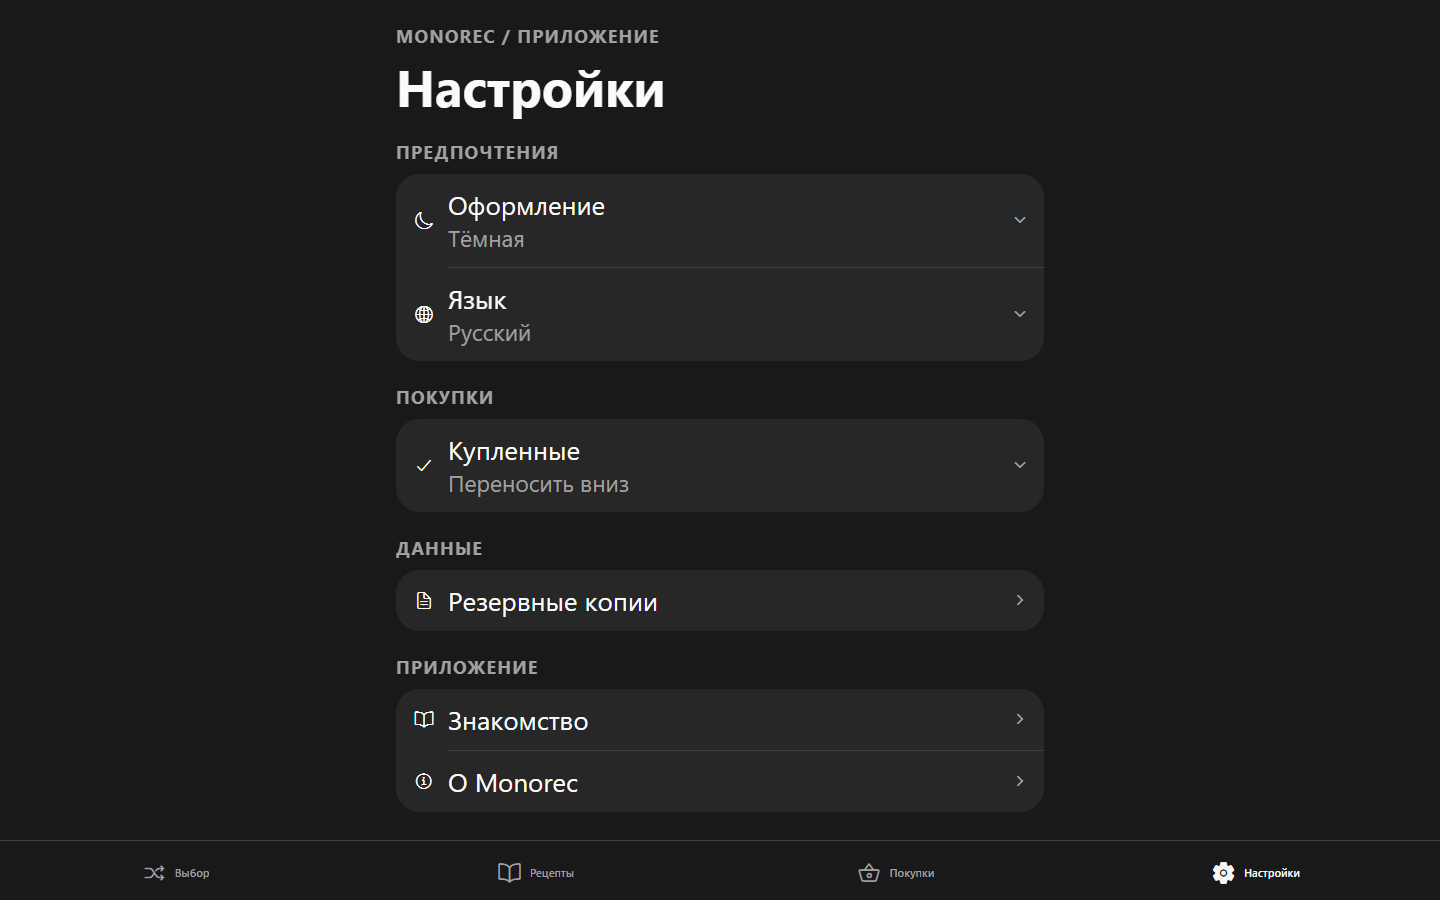 MONOREC / ПРИЛОЖЕНИЕ
Настройки
ПРЕДПОЧТЕНИЯ
Оформление
Тёмная
Язык
Русский
ПОКУПКИ
Купленные
Переносить вниз
ДАННЫЕ
Резервные копии
ПРИЛОЖЕНИЕ
Знакомство
О Monorec
Выбор
Рецепты
Покупки
Настройки